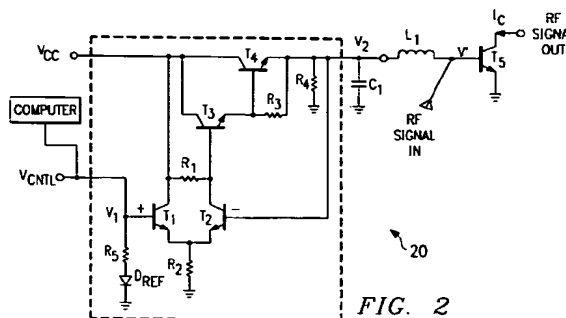 V_CC
T_4
V_2
L_1
V'
I_C
RF
SIGNAL
OUT
T_5
R_4
C_1
R_3
T_3
RF
SIGNAL
IN
COMPUTER
R_1
V_CNTL
V_1
+
T_1
T_2
−
R_5
R_2
D_REF
20
FIG. 2